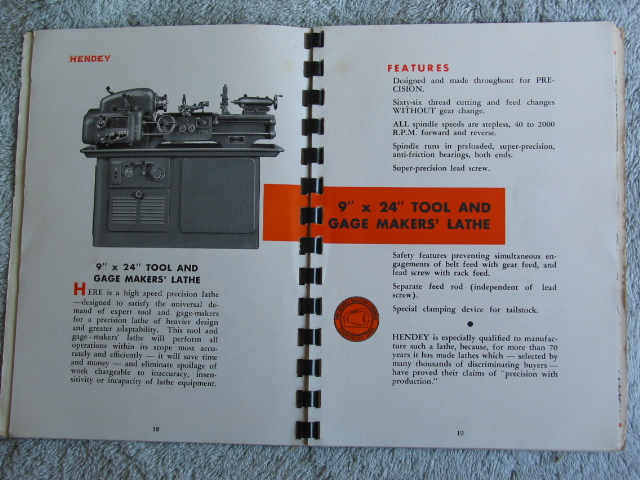 HENDEY
9" x 24" TOOL AND
GAGE MAKERS' LATHE
HERE is a high speed precision lathe
—designed to satisfy the universal de-
mand of expert tool and gage-makers
for a precision lathe of heavier design
and greater adaptability. This tool and
gage-makers' lathe will perform all
operations within its scope most accu-
rately and efficiently — it will save time
and money — and eliminate spoilage of
work chargeable to inaccuracy, insen-
sitivity or incapacity of lathe equipment.
18
FEATURES
Designed and made throughout for PRE-
CISION.
Sixty-six thread cutting and feed changes
WITHOUT gear change.
ALL spindle speeds are stepless, 40 to 2000
R.P.M. forward and reverse.
Spindle runs in preloaded, super-precision,
anti-friction bearings, both ends.
Super-precision lead screw.
9" x 24" TOOL AND
GAGE MAKERS' LATHE
Safety features preventing simultaneous en-
gagements of belt feed with gear feed, and
lead screw with rack feed.
Separate feed rod (independent of lead
screw).
Special clamping device for tailstock.
HENDEY is especially qualified to manufac-
ture such a lathe, because, for more than 70
years it has made lathes which — selected by
many thousands of discriminating buyers —
have proved their claims of "precision with
production."
19